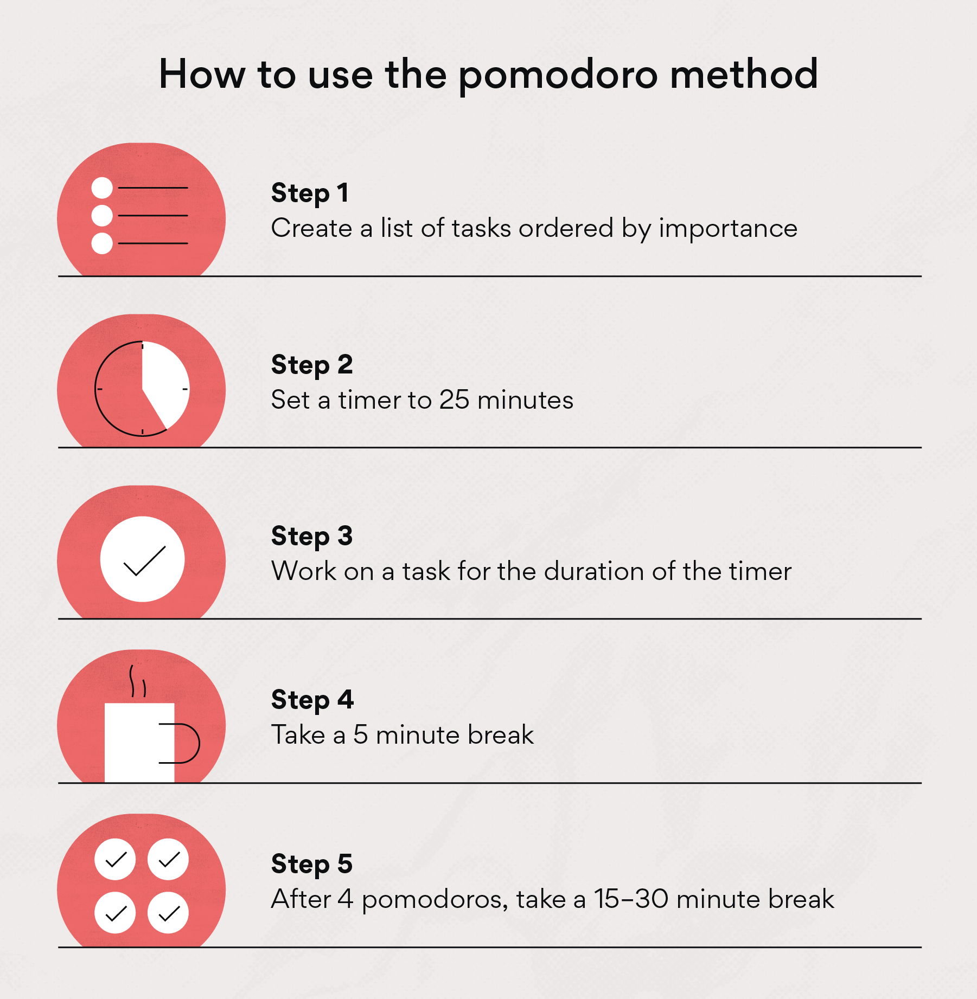 How to use the pomodoro method
Step 1
Create a list of tasks ordered by importance
Step 2
Set a timer to 25 minutes
Step 3
Work on a task for the duration of the timer
Step 4
Take a 5 minute break
Step 5
After 4 pomodoros, take a 15–30 minute break